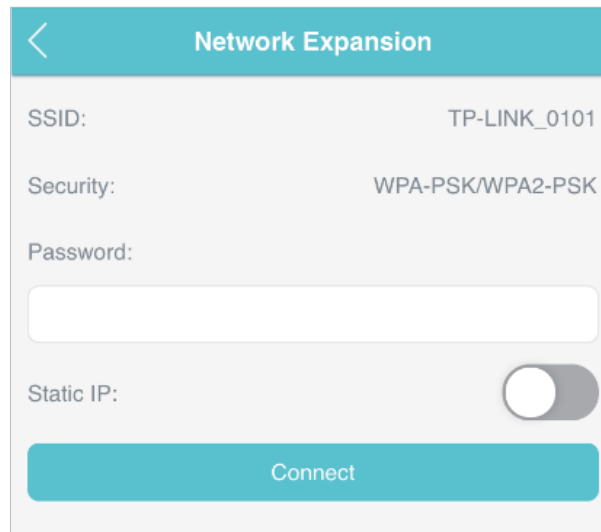 Network Expansion
SSID: TP-LINK_0101
Security: WPA-PSK/WPA2-PSK
Password:
Static IP:
Connect